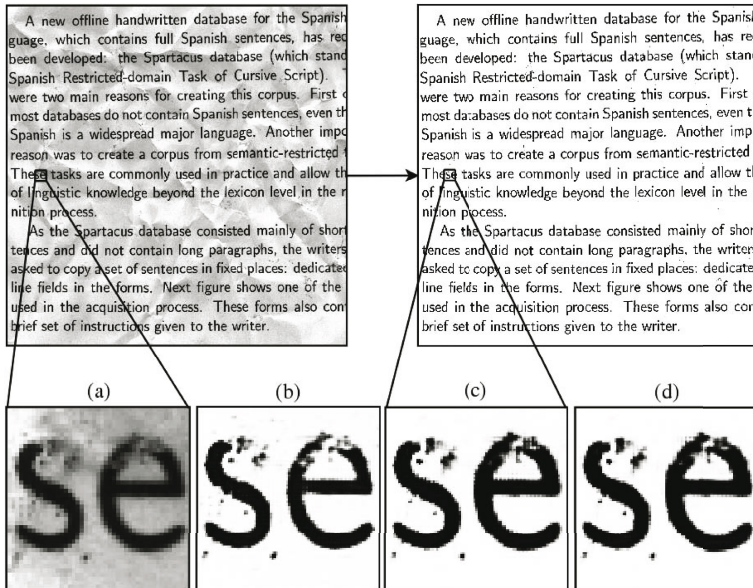 A new offline handwritten database for the Spanish
guage, which contains full Spanish sentences, has rec
been developed: the Spartacus database (which stand
Spanish Restricted-domain Task of Cursive Script).
were two main reasons for creating this corpus. First c
most databases do not contain Spanish sentences, even th
Spanish is a widespread major language. Another impo
reason was to create a corpus from semantic-restricted t
These tasks are commonly used in practice and allow th
of linguistic knowledge beyond the lexicon level in the r
nition process.
As the Spartacus database consisted mainly of short
tences and did not contain long paragraphs, the writers
asked to copy a set of sentences in fixed places: dedicated
line fields in the forms. Next figure shows one of the
used in the acquisition process. These forms also con
brief set of instructions given to the writer.
A new offline handwritten database for the Spanish
guage, which contains full Spanish sentences, has re
been developed: the Spartacus database (which stand
Spanish Restricted-domain Task of Cursive Script).
were two main reasons for creating this corpus. First
most databases do not contain Spanish sentences, even t
Spanish is a widespread major language. Another imp
reason was to create a corpus from semantic-restricted
These tasks are commonly used in practice and allow th
of linguistic knowledge beyond the lexicon level in the
nition process.
As the Spartacus database consisted mainly of shor
tences and did not contain long paragraphs, the writer
asked to copy a set of sentences in fixed places: dedicate
line fields in the forms. Next figure shows one of the
used in the acquisition process. These forms also con
brief set of instructions given to the writer.
(a) (b) (c) (d)
se se se se